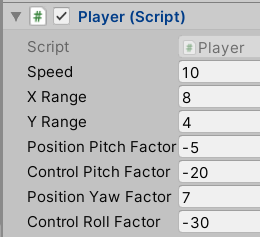 Player (Script)
Script Player
Speed 10
X Range 8
Y Range 4
Position Pitch Factor -5
Control Pitch Factor -20
Position Yaw Factor 7
Control Roll Factor -30